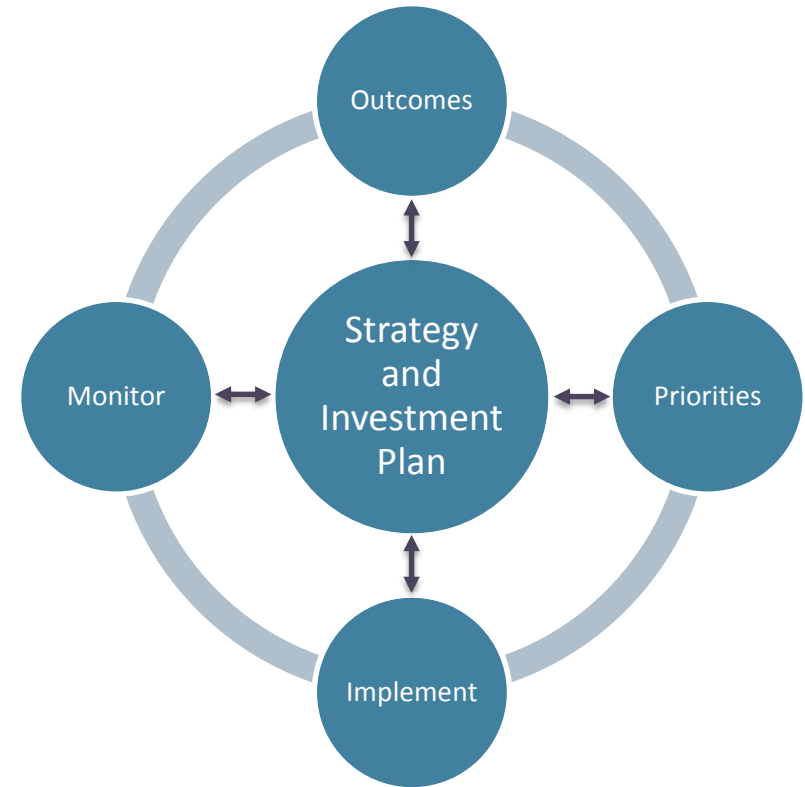 Outcomes
Strategy
and
Investment
Plan
Monitor
Priorities
Implement